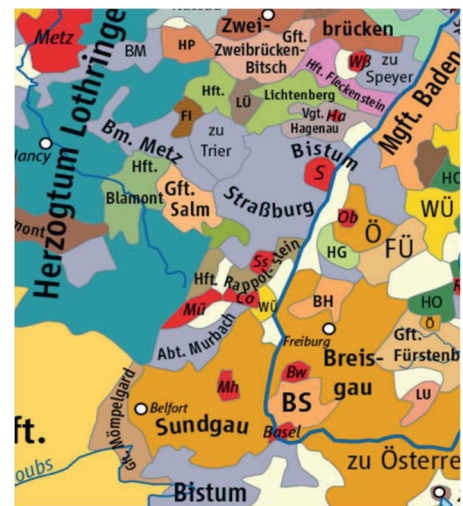 Metz
BM
HP
Zwei-
brücken
Gft.
Zweibrücken-
Bitsch
Wß
zu
Speyer
Hft. Fleckenstein
Herzogtum Lothringen
Hft.
Lichtenberg
LÜ
FI
Vgt. Ha
Hagenau
Mgft. Baden
Bm. Metz
zu
Trier
Bistum
Straßburg
S
Hft.
Blamont
Gft.
Salm
HO
WÜ
Ob
Ö
FÜ
HG
Ss
Hft. Rappol-stein
Co
WÜ
Mü
BH
HO
Ö
Abt. Murbach
Freiburg
Breis-
gau
Gft.
Fürstenb
Gft. Mömpelgard
Mh
Bw
BS
LU
Belfort
Sundgau
Basel
ft.
oubs
zu Österre
Bistum